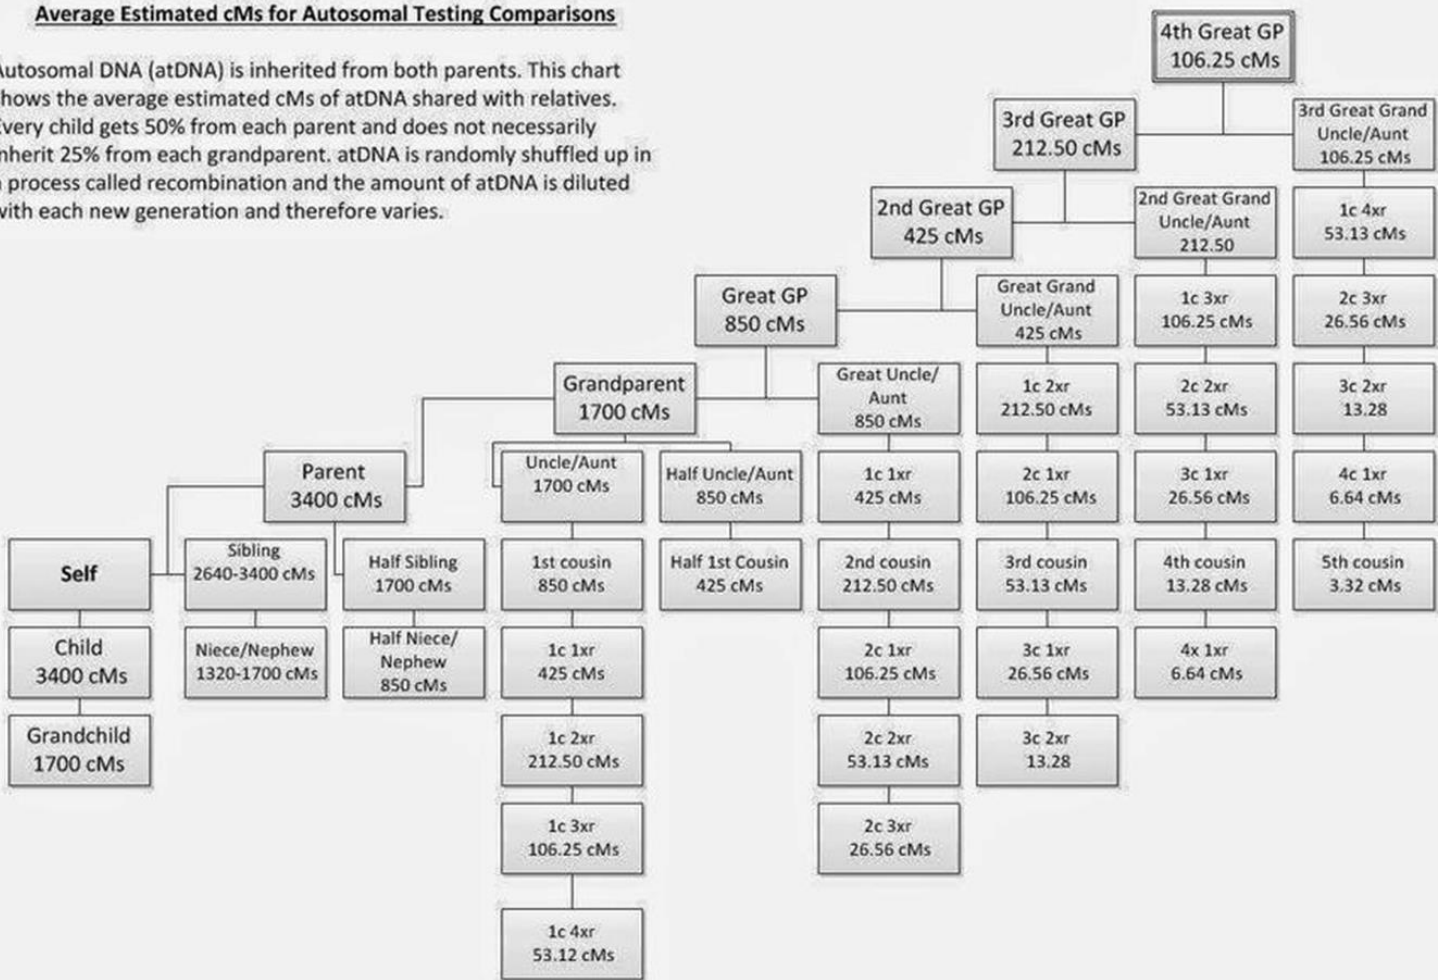 Average Estimated cMs for Autosomal Testing Comparisons
utosomal DNA (atDNA) is inherited from both parents. This chart
hows the average estimated cMs of atDNA shared with relatives.
very child gets 50% from each parent and does not necessarily
nherit 25% from each grandparent. atDNA is randomly shuffled up in
process called recombination and the amount of atDNA is diluted
with each new generation and therefore varies.
4th Great GP
106.25 cMs
3rd Great GP
212.50 cMs
3rd Great Grand
Uncle/Aunt
106.25 cMs
2nd Great GP
425 cMs
2nd Great Grand
Uncle/Aunt
212.50
1c 4xr
53.13 cMs
Great GP
850 cMs
Great Grand
Uncle/Aunt
425 cMs
1c 3xr
106.25 cMs
2c 3xr
26.56 cMs
Grandparent
1700 cMs
Great Uncle/
Aunt
850 cMs
1c 2xr
212.50 cMs
2c 2xr
53.13 cMs
3c 2xr
13.28
Parent
3400 cMs
Uncle/Aunt
1700 cMs
Half Uncle/Aunt
850 cMs
1c 1xr
425 cMs
2c 1xr
106.25 cMs
3c 1xr
26.56 cMs
4c 1xr
6.64 cMs
Self
Sibling
2640-3400 cMs
Half Sibling
1700 cMs
1st cousin
850 cMs
Half 1st Cousin
425 cMs
2nd cousin
212.50 cMs
3rd cousin
53.13 cMs
4th cousin
13.28 cMs
5th cousin
3.32 cMs
Child
3400 cMs
Niece/Nephew
1320-1700 cMs
Half Niece/
Nephew
850 cMs
1c 1xr
425 cMs
2c 1xr
106.25 cMs
3c 1xr
26.56 cMs
4x 1xr
6.64 cMs
Grandchild
1700 cMs
1c 2xr
212.50 cMs
2c 2xr
53.13 cMs
3c 2xr
13.28
1c 3xr
106.25 cMs
2c 3xr
26.56 cMs
1c 4xr
53.12 cMs